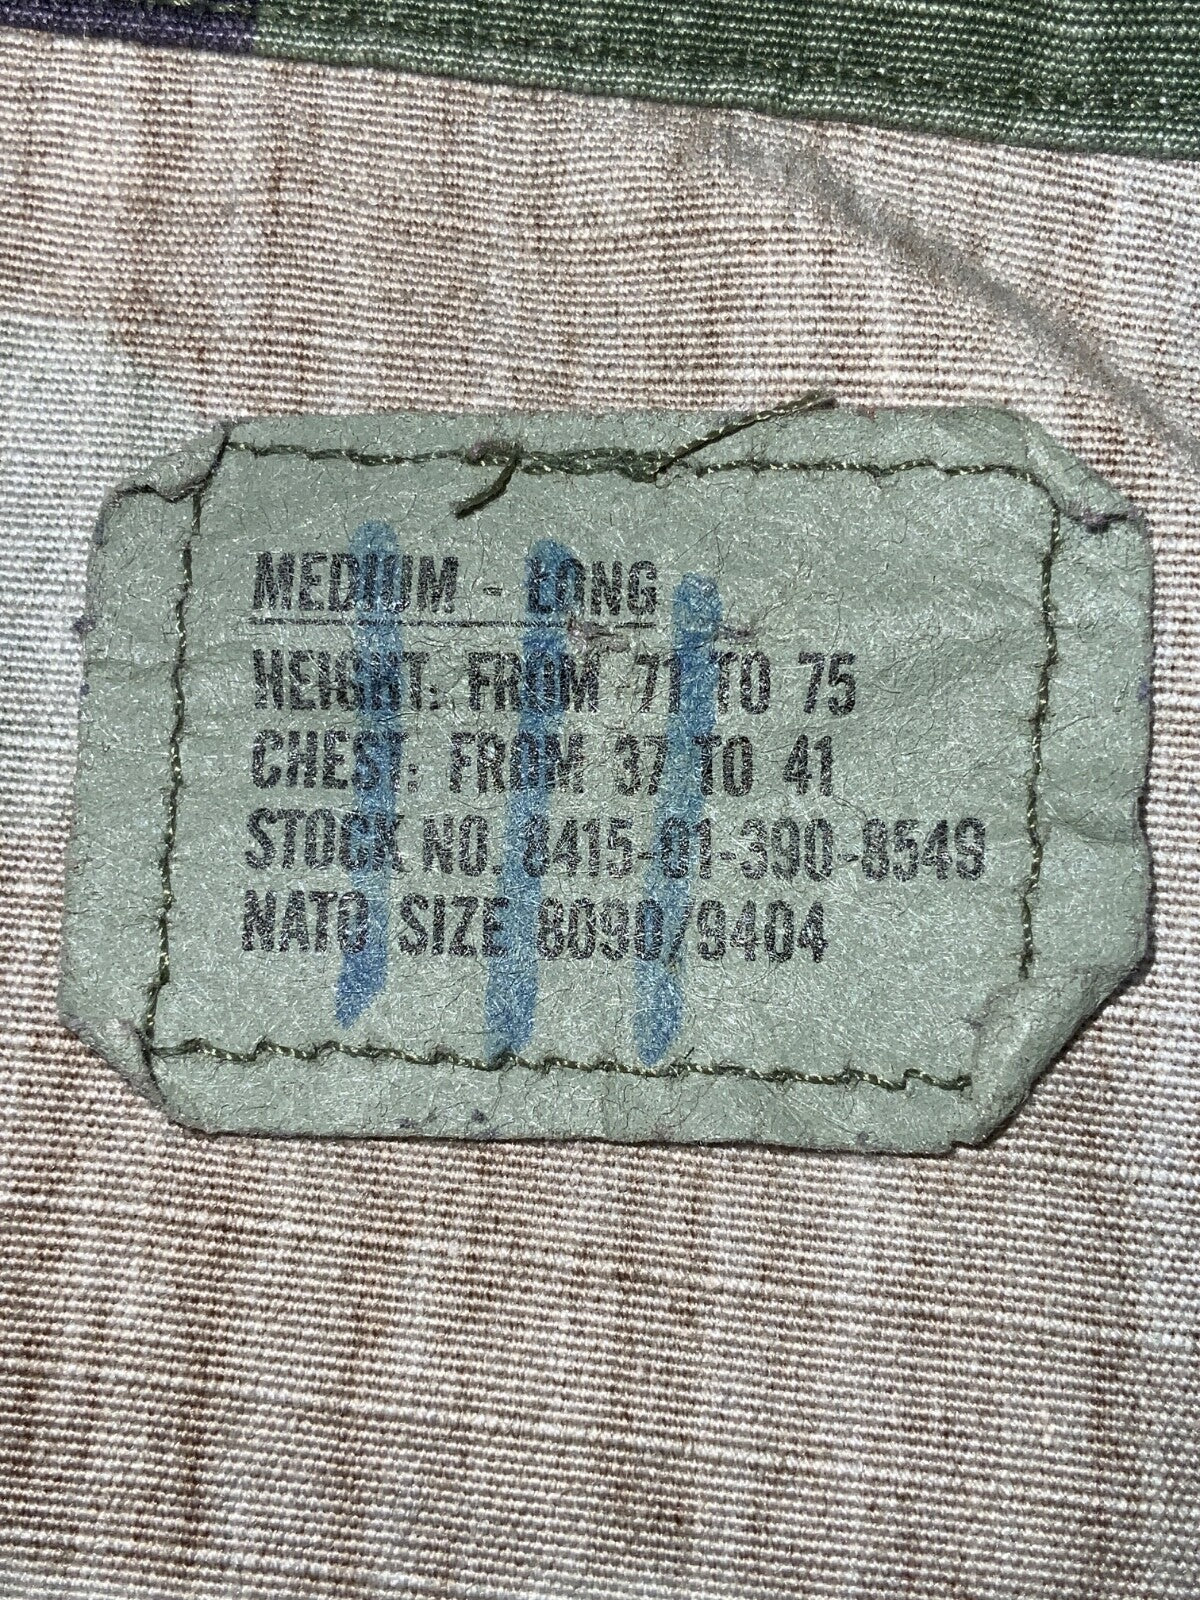 MEDIUM - LONG
HEIGHT: FROM 71 TO 75
CHEST: FROM 37 TO 41
STOCK NO. 8415-01-390-8549
NATO SIZE 8090/9404